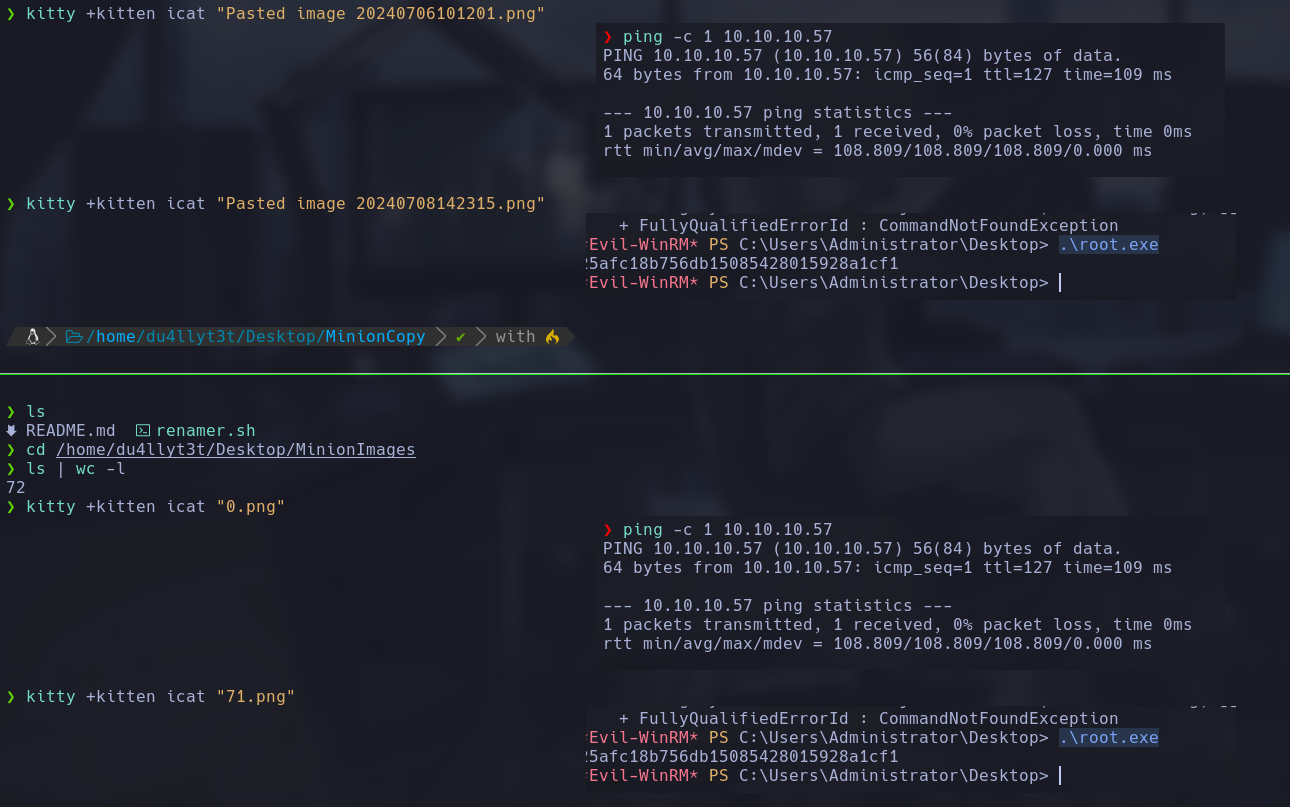 ❯ kitty +kitten icat "Pasted image 20240706101201.png"
❯ ping -c 1 10.10.10.57
PING 10.10.10.57 (10.10.10.57) 56(84) bytes of data.
64 bytes from 10.10.10.57: icmp_seq=1 ttl=127 time=109 ms
--- 10.10.10.57 ping statistics ---
1 packets transmitted, 1 received, 0% packet loss, time 0ms
rtt min/avg/max/mdev = 108.809/108.809/108.809/0.000 ms
❯ kitty +kitten icat "Pasted image 20240708142315.png"
+ FullyQualifiedErrorId : CommandNotFoundException
*Evil-WinRM* PS C:\Users\Administrator\Desktop> .\root.exe
25afc18b756db15085428015928a1cf1
*Evil-WinRM* PS C:\Users\Administrator\Desktop>
/home/du4llyt3t/Desktop/MinionCopy ✔ with
❯ ls
README.md renamer.sh
❯ cd /home/du4llyt3t/Desktop/MinionImages
❯ ls | wc -l
72
❯ kitty +kitten icat "0.png"
❯ ping -c 1 10.10.10.57
PING 10.10.10.57 (10.10.10.57) 56(84) bytes of data.
64 bytes from 10.10.10.57: icmp_seq=1 ttl=127 time=109 ms
--- 10.10.10.57 ping statistics ---
1 packets transmitted, 1 received, 0% packet loss, time 0ms
rtt min/avg/max/mdev = 108.809/108.809/108.809/0.000 ms
❯ kitty +kitten icat "71.png"
+ FullyQualifiedErrorId : CommandNotFoundException
*Evil-WinRM* PS C:\Users\Administrator\Desktop> .\root.exe
25afc18b756db15085428015928a1cf1
*Evil-WinRM* PS C:\Users\Administrator\Desktop>